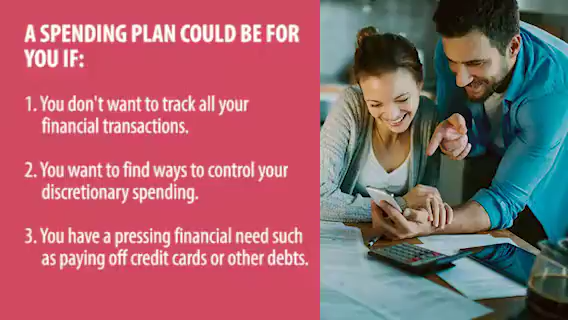 A SPENDING PLAN COULD BE FOR
YOU IF:
1. You don't want to track all your
financial transactions.
2. You want to find ways to control your
discretionary spending.
3. You have a pressing financial need such
as paying off credit cards or other debts.